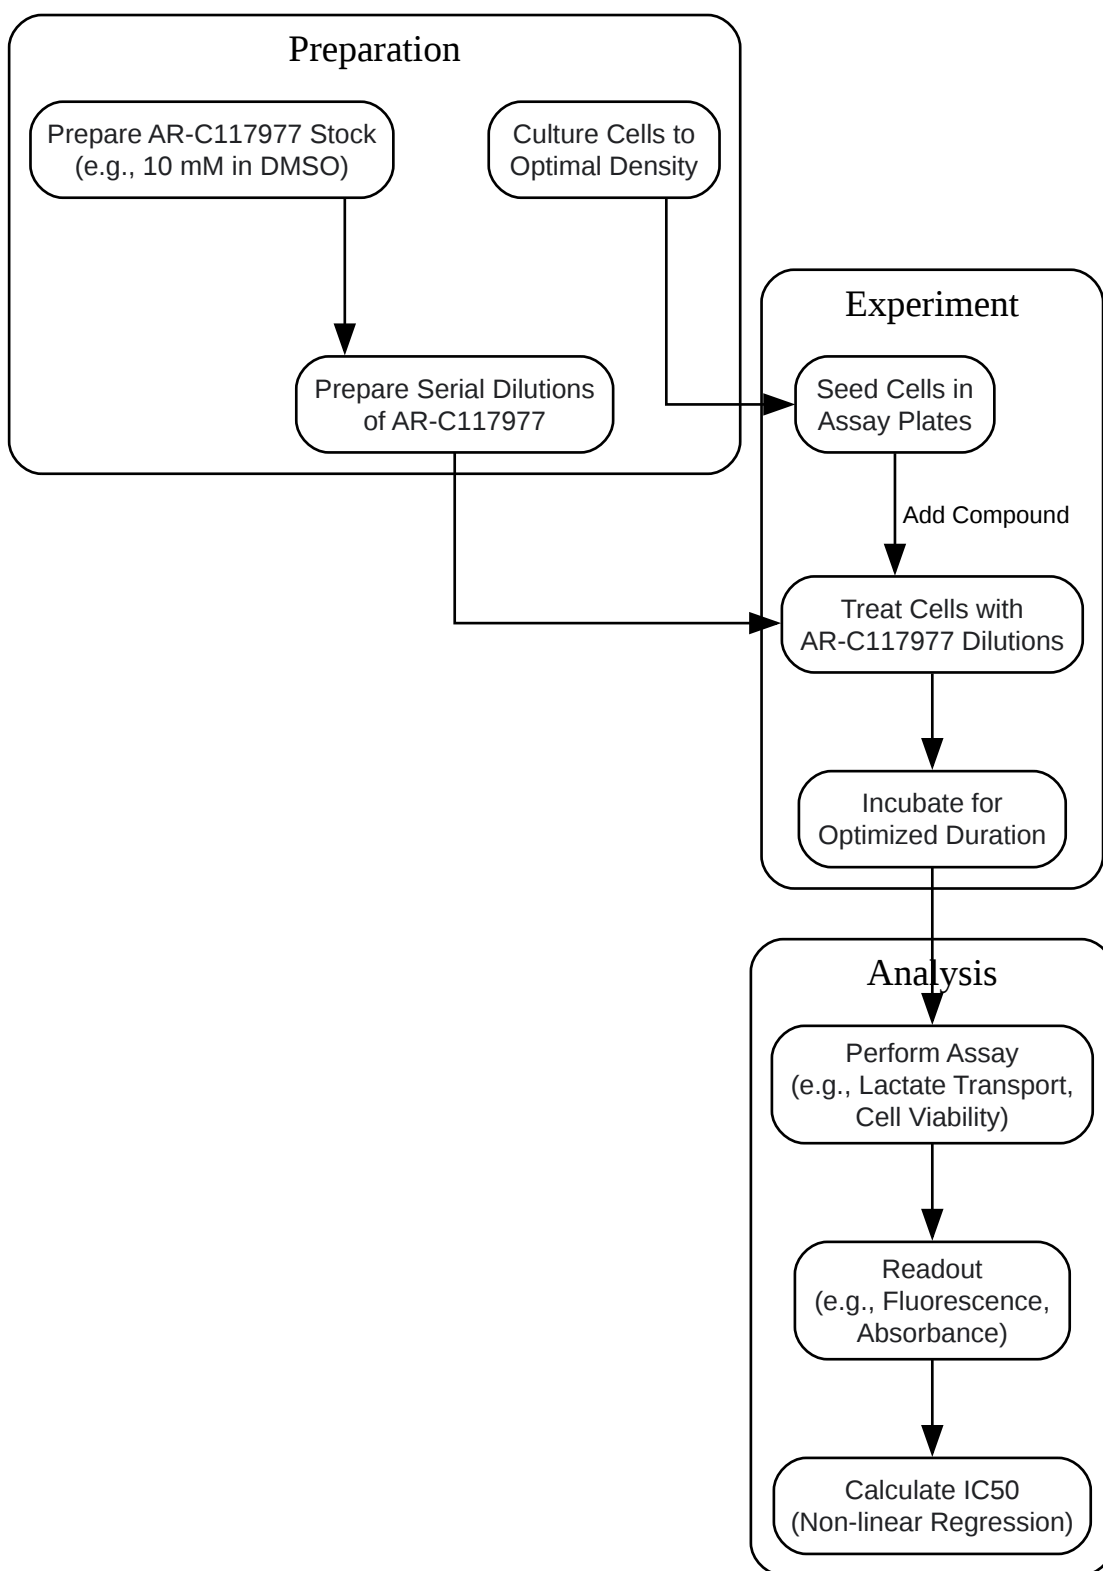 Preparation
Prepare AR-C117977 Stock
(e.g., 10 mM in DMSO)
Culture Cells to
Optimal Density
Prepare Serial Dilutions
of AR-C117977
Experiment
Seed Cells in
Assay Plates
Add Compound
Treat Cells with
AR-C117977 Dilutions
Incubate for
Optimized Duration
Analysis
Perform Assay
(e.g., Lactate Transport,
Cell Viability)
Readout
(e.g., Fluorescence,
Absorbance)
Calculate IC50
(Non-linear Regression)